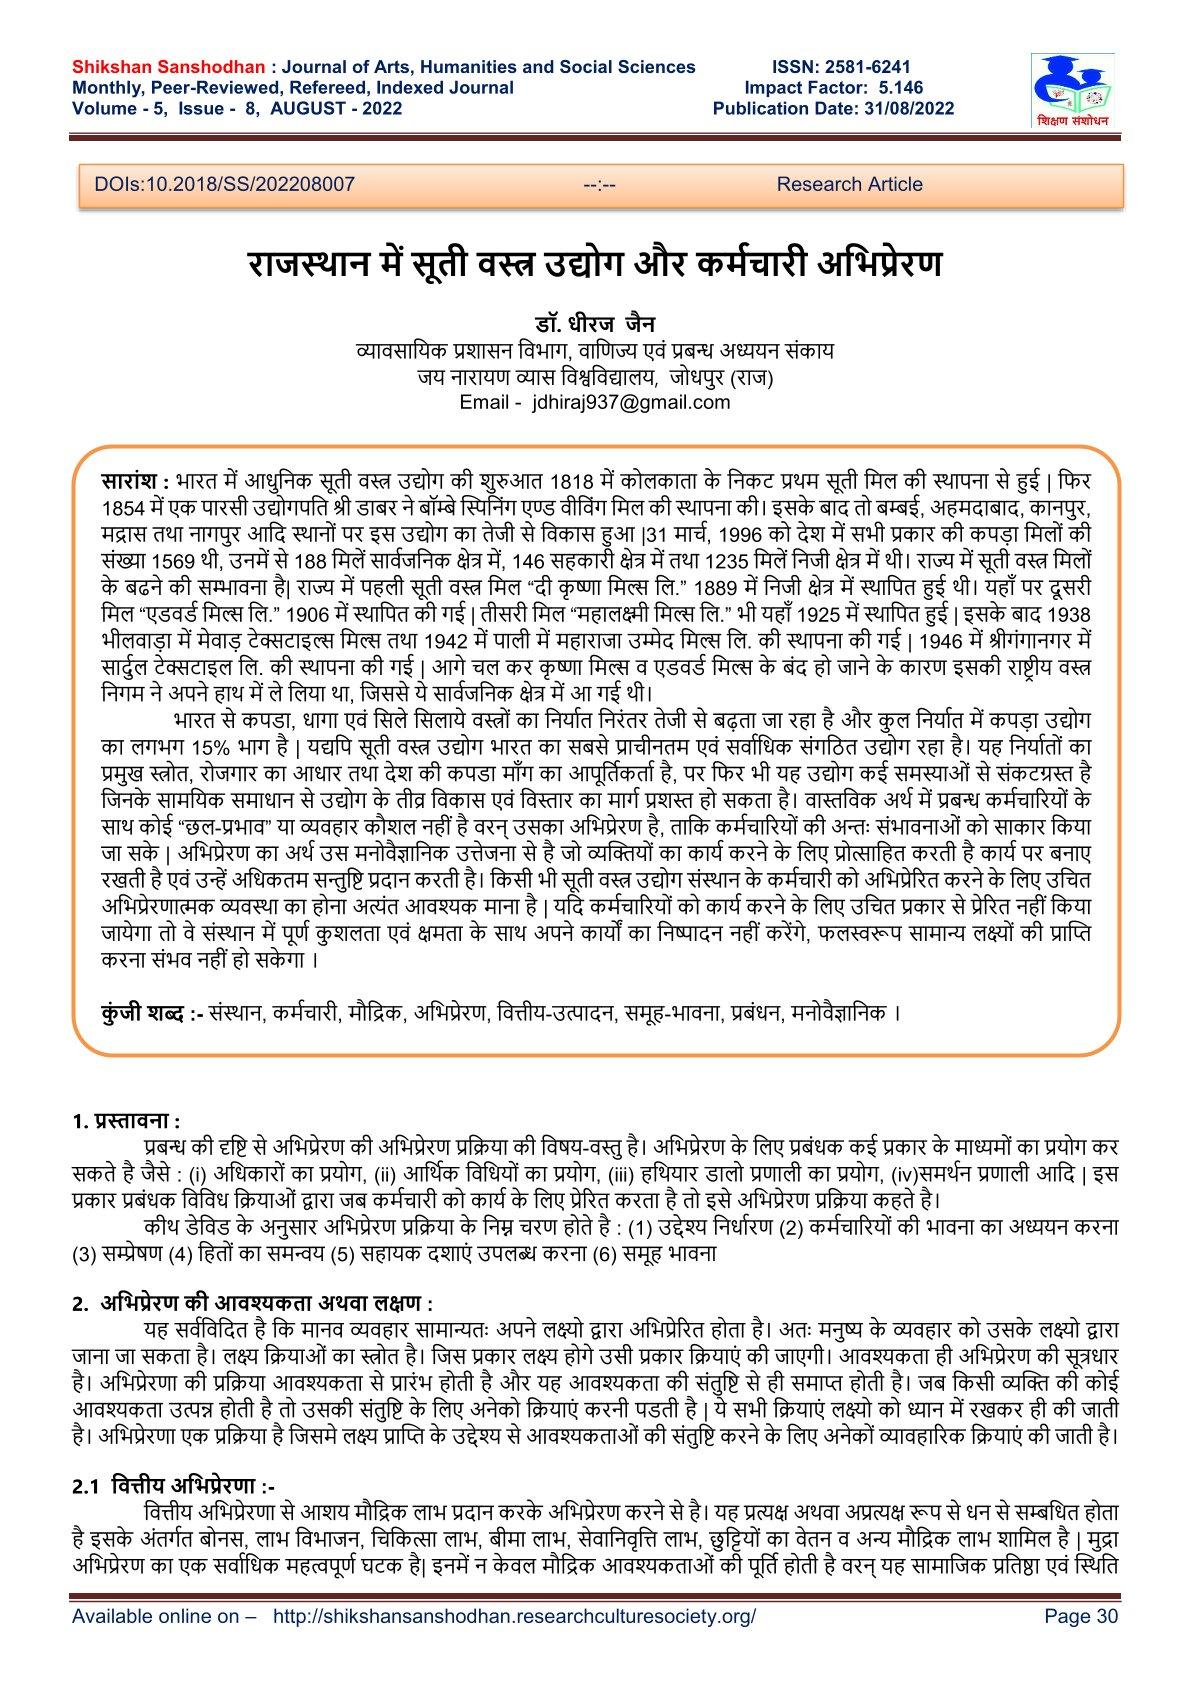 Shikshan Sanshodhan : Journal of Arts, Humanities and Social Sciences ISSN: 2581-6241
Monthly, Peer-Reviewed, Refereed, Indexed Journal Impact Factor: 5.146
Volume - 5, Issue - 8, AUGUST - 2022 Publication Date: 31/08/2022
शिक्षण संशोधन
DOIs:10.2018/SS/202208007 --:-- Research Article
राजस्थान में सूती वस्त्र उद्योग और कर्मचारी अभिप्रेरण
डॉ. धीरज जैन
व्यावसायिक प्रशासन विभाग, वाणिज्य एवं प्रबन्ध अध्ययन संकाय
जय नारायण व्यास विश्वविद्यालय, जोधपुर (राज)
Email - jdhiraj937@gmail.com
सारांश : भारत में आधुनिक सूती वस्त्र उद्योग की शुरुआत 1818 में कोलकाता के निकट प्रथम सूती मिल की स्थापना से हुई | फिर
1854 में एक पारसी उद्योगपति श्री डाबर ने बॉम्बे स्पिनिंग एण्ड वीविंग मिल की स्थापना की। इसके बाद तो बम्बई, अहमदाबाद, कानपुर,
मद्रास तथा नागपुर आदि स्थानों पर इस उद्योग का तेजी से विकास हुआ |31 मार्च, 1996 को देश में सभी प्रकार की कपड़ा मिलों की
संख्या 1569 थी, उनमें से 188 मिलें सार्वजनिक क्षेत्र में, 146 सहकारी क्षेत्र में तथा 1235 मिलें निजी क्षेत्र में थी। राज्य में सूती वस्त्र मिलों
के बढने की सम्भावना है| राज्य में पहली सूती वस्त्र मिल “दी कृष्णा मिल्स लि.” 1889 में निजी क्षेत्र में स्थापित हुई थी। यहाँ पर दूसरी
मिल “एडवर्ड मिल्स लि.” 1906 में स्थापित की गई | तीसरी मिल “महालक्ष्मी मिल्स लि.” भी यहाँ 1925 में स्थापित हुई | इसके बाद 1938
भीलवाड़ा में मेवाड़ टेक्सटाइल्स मिल्स तथा 1942 में पाली में महाराजा उम्मेद मिल्स लि. की स्थापना की गई | 1946 में श्रीगंगानगर में
सार्दुल टेक्सटाइल लि. की स्थापना की गई | आगे चल कर कृष्णा मिल्स व एडवर्ड मिल्स के बंद हो जाने के कारण इसकी राष्ट्रीय वस्त्र
निगम ने अपने हाथ में ले लिया था, जिससे ये सार्वजनिक क्षेत्र में आ गई थी।
भारत से कपडा, धागा एवं सिले सिलाये वस्त्रों का निर्यात निरंतर तेजी से बढ़ता जा रहा है और कुल निर्यात में कपड़ा उद्योग
का लगभग 15% भाग है | यद्यपि सूती वस्त्र उद्योग भारत का सबसे प्राचीनतम एवं सर्वाधिक संगठित उद्योग रहा है। यह निर्यातों का
प्रमुख स्त्रोत, रोजगार का आधार तथा देश की कपडा माँग का आपूर्तिकर्ता है, पर फिर भी यह उद्योग कई समस्याओं से संकटग्रस्त है
जिनके सामयिक समाधान से उद्योग के तीव्र विकास एवं विस्तार का मार्ग प्रशस्त हो सकता है। वास्तविक अर्थ में प्रबन्ध कर्मचारियों के
साथ कोई “छल-प्रभाव” या व्यवहार कौशल नहीं है वरन् उसका अभिप्रेरण है, ताकि कर्मचारियों की अन्तः संभावनाओं को साकार किया
जा सके | अभिप्रेरण का अर्थ उस मनोवैज्ञानिक उत्तेजना से है जो व्यक्तियों का कार्य करने के लिए प्रोत्साहित करती है कार्य पर बनाए
रखती है एवं उन्हें अधिकतम सन्तुष्टि प्रदान करती है। किसी भी सूती वस्त्र उद्योग संस्थान के कर्मचारी को अभिप्रेरित करने के लिए उचित
अभिप्रेरणात्मक व्यवस्था का होना अत्यंत आवश्यक माना है | यदि कर्मचारियों को कार्य करने के लिए उचित प्रकार से प्रेरित नहीं किया
जायेगा तो वे संस्थान में पूर्ण कुशलता एवं क्षमता के साथ अपने कार्यों का निष्पादन नहीं करेंगे, फलस्वरूप सामान्य लक्ष्यों की प्राप्ति
करना संभव नहीं हो सकेगा ।
कुंजी शब्द :- संस्थान, कर्मचारी, मौद्रिक, अभिप्रेरण, वित्तीय-उत्पादन, समूह-भावना, प्रबंधन, मनोवैज्ञानिक ।
1. प्रस्तावना :
प्रबन्ध की दृष्टि से अभिप्रेरण की अभिप्रेरण प्रक्रिया की विषय-वस्तु है। अभिप्रेरण के लिए प्रबंधक कई प्रकार के माध्यमों का प्रयोग कर
सकते है जैसे : (i) अधिकारों का प्रयोग, (ii) आर्थिक विधियों का प्रयोग, (iii) हथियार डालो प्रणाली का प्रयोग, (iv)समर्थन प्रणाली आदि | इस
प्रकार प्रबंधक विविध क्रियाओं द्वारा जब कर्मचारी को कार्य के लिए प्रेरित करता है तो इसे अभिप्रेरण प्रक्रिया कहते है।
कीथ डेविड के अनुसार अभिप्रेरण प्रक्रिया के निम्न चरण होते है : (1) उद्देश्य निर्धारण (2) कर्मचारियों की भावना का अध्ययन करना
(3) सम्प्रेषण (4) हितों का समन्वय (5) सहायक दशाएं उपलब्ध करना (6) समूह भावना
2. अभिप्रेरण की आवश्यकता अथवा लक्षण :
यह सर्वविदित है कि मानव व्यवहार सामान्यतः अपने लक्ष्यो द्वारा अभिप्रेरित होता है। अतः मनुष्य के व्यवहार को उसके लक्ष्यो द्वारा
जाना जा सकता है। लक्ष्य क्रियाओं का स्त्रोत है। जिस प्रकार लक्ष्य होगे उसी प्रकार क्रियाएं की जाएगी। आवश्यकता ही अभिप्रेरण की सूत्रधार
है। अभिप्रेरणा की प्रक्रिया आवश्यकता से प्रारंभ होती है और यह आवश्यकता की संतुष्टि से ही समाप्त होती है। जब किसी व्यक्ति की कोई
आवश्यकता उत्पन्न होती है तो उसकी संतुष्टि के लिए अनेको क्रियाएं करनी पडती है | ये सभी क्रियाएं लक्ष्यो को ध्यान में रखकर ही की जाती
है। अभिप्रेरणा एक प्रक्रिया है जिसमे लक्ष्य प्राप्ति के उद्देश्य से आवश्यकताओं की संतुष्टि करने के लिए अनेकों व्यावहारिक क्रियाएं की जाती है।
2.1 वित्तीय अभिप्रेरणा :-
वित्तीय अभिप्रेरणा से आशय मौद्रिक लाभ प्रदान करके अभिप्रेरण करने से है। यह प्रत्यक्ष अथवा अप्रत्यक्ष रूप से धन से सम्बधित होता
है इसके अंतर्गत बोनस, लाभ विभाजन, चिकित्सा लाभ, बीमा लाभ, सेवानिवृत्ति लाभ, छुट्टियों का वेतन व अन्य मौद्रिक लाभ शामिल है | मुद्रा
अभिप्रेरण का एक सर्वाधिक महत्वपूर्ण घटक है| इनमें न केवल मौद्रिक आवश्यकताओं की पूर्ति होती है वरन् यह सामाजिक प्रतिष्ठा एवं स्थिति
Available online on – http://shikshansanshodhan.researchculturesociety.org/ Page 30